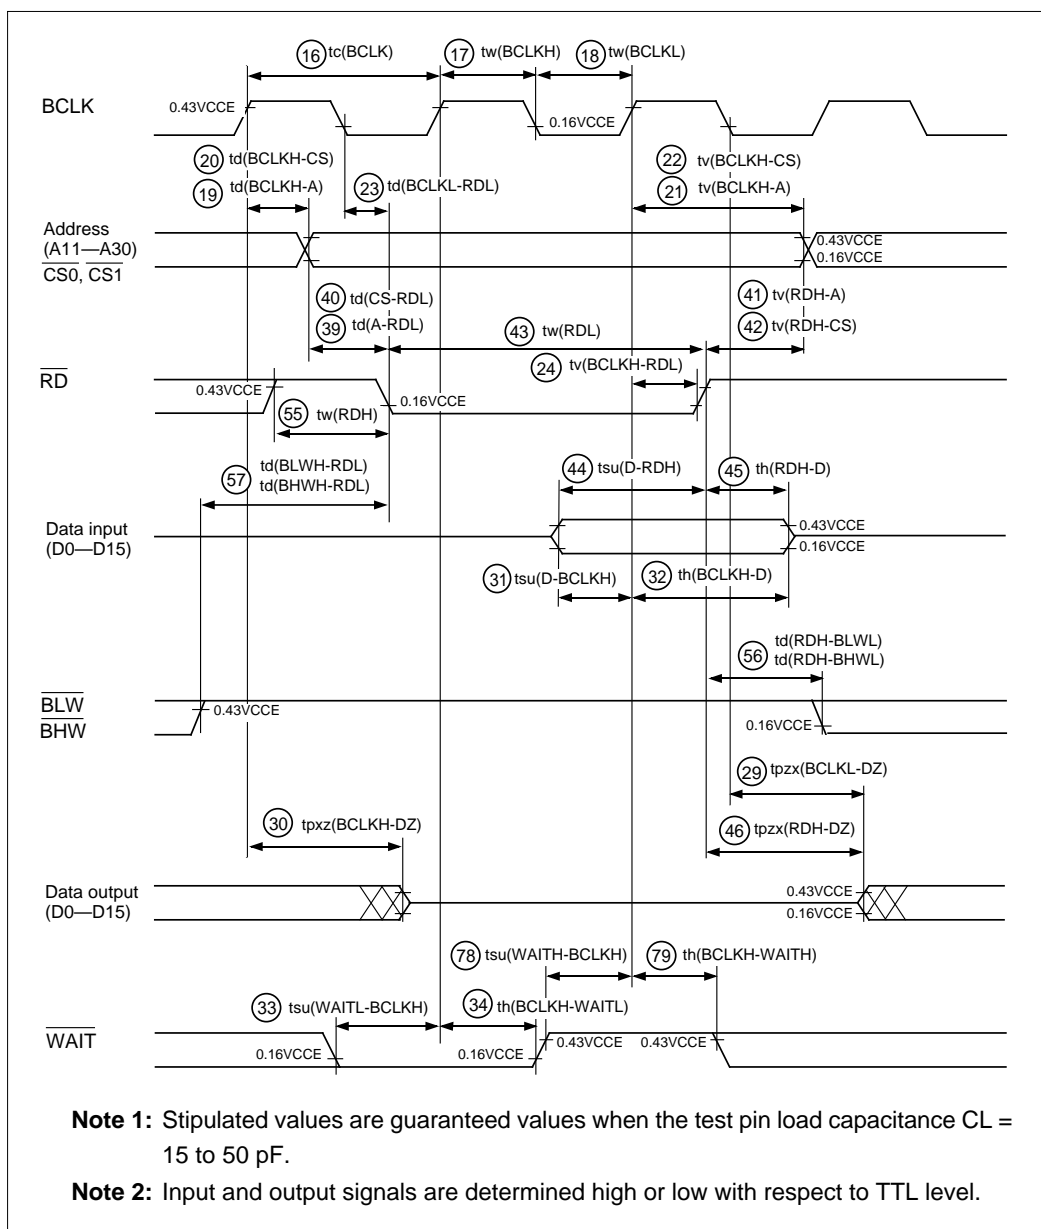 16 tc(BCLK) 17 tw(BCLKH) 18 tw(BCLKL)
BCLK 0.43VCCE 0.16VCCE
20 td(BCLKH-CS) 22 tv(BCLKH-CS)
19 td(BCLKH-A) 23 td(BCLKL-RDL) 21 tv(BCLKH-A)
Address
(A11—A30) 0.43VCCE
CS0, CS1 0.16VCCE
40 td(CS-RDL) 41 tv(RDH-A)
39 td(A-RDL) 43 tw(RDL) 42 tv(RDH-CS)
24 tv(BCLKH-RDL)
RD 0.43VCCE 0.16VCCE
55 tw(RDH)
57 td(BLWH-RDL)
td(BHWH-RDL)
44 tsu(D-RDH) 45 th(RDH-D)
Data input 0.43VCCE
(D0—D15) 0.16VCCE
31 tsu(D-BCLKH) 32 th(BCLKH-D)
56 td(RDH-BLWL)
td(RDH-BHWL)
BLW 0.43VCCE
BHW 0.16VCCE
29 tpzx(BCLKL-DZ)
30 tpxz(BCLKH-DZ) 46 tpzx(RDH-DZ)
Data output 0.43VCCE
(D0—D15) 0.16VCCE
78 tsu(WAITH-BCLKH) 79 th(BCLKH-WAITH)
33 tsu(WAITL-BCLKH) 34 th(BCLKH-WAITL)
WAIT 0.43VCCE 0.43VCCE
0.16VCCE 0.16VCCE
Note 1: Stipulated values are guaranteed values when the test pin load capacitance CL =
15 to 50 pF.
Note 2: Input and output signals are determined high or low with respect to TTL level.